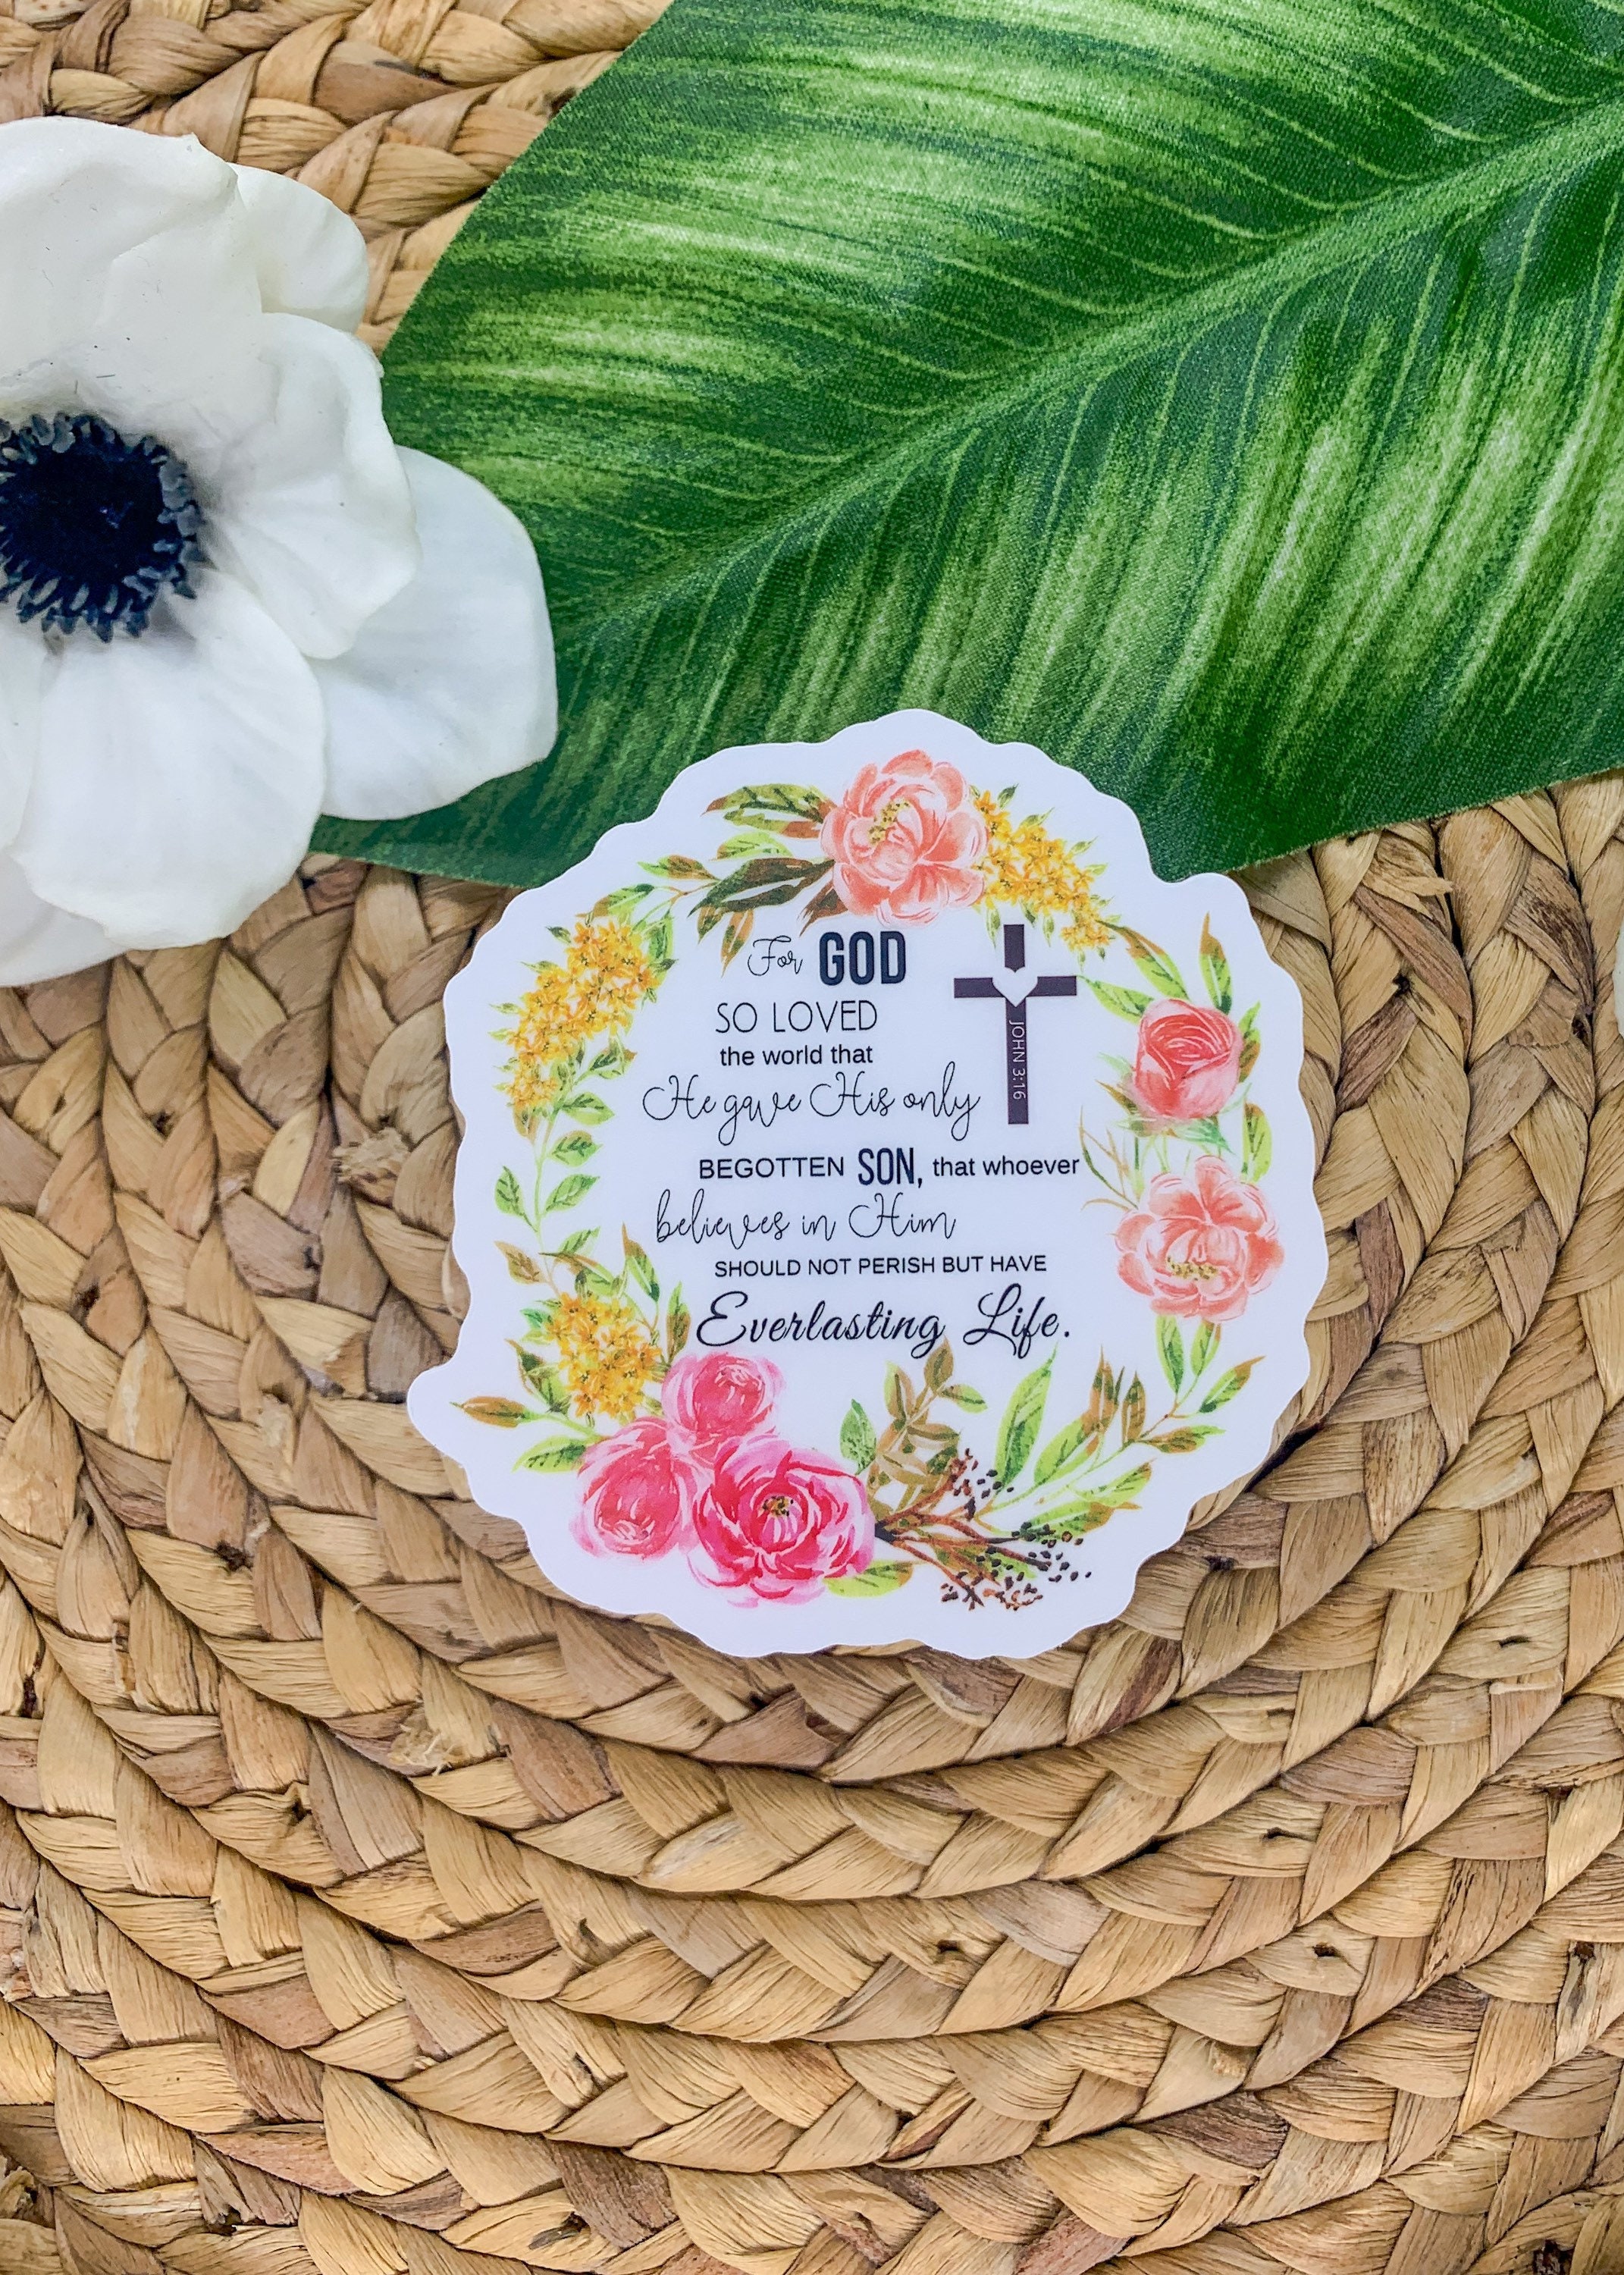 For GOD
SO LOVED
the world that
He gave His only
BEGOTTEN SON, that whoever
believes in Him
SHOULD NOT PERISH BUT HAVE
Everlasting Life.
JOHN 3:16